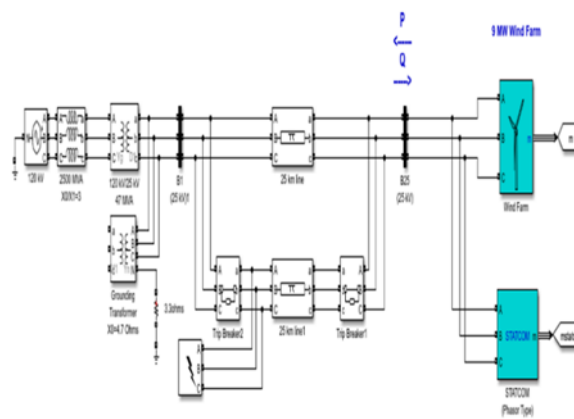 P
Q
9 MW Wind Farm
A
B
C
m
Wind Farm
N
A
B
C
120 kV
A
B
C
2500 MVA
X0/X1=3
A
B
C
a
b
c
120 kV/25 kV
47 MVA
B1
(25 kV)1
A
B
C
a
b
c
25 km line
B25
(25 kV)
A
B
C
Grounding
Transformer
X0=4.7 Ohms
3.3ohms
A
B
C
a
b
c
Trip Breaker2
A
B
C
a
b
c
25 km line1
A
B
C
a
b
c
Trip Breaker1
A
B
C
A
B
C
STATCOM
m
STATCOM
(Phasor Type)
m
mstatc